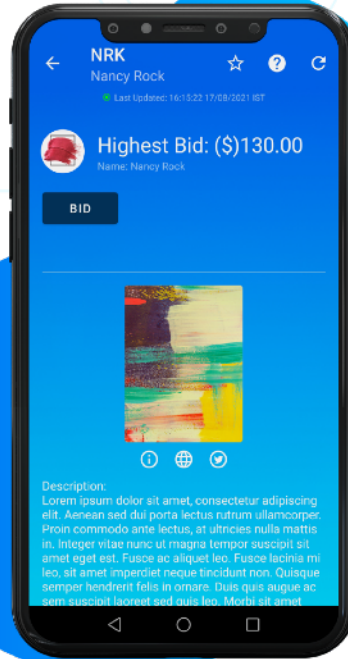 NRK
Nancy Rock
Last Updated: 16:15:22 17/08/2021 IST
Highest Bid: ($)130.00
Name: Nancy Rock
BID
Description:
Lorem ipsum dolor sit amet, consectetur adipiscing
elit. Aenean sed dui porta lectus rutrum ullamcorper.
Proin commodo ante lectus, at ultricies nulla mattis
in. Integer vitae nunc ut magna tempor suscipit sit
amet eget est. Fusce ac aliquet leo. Fusce lacinia mi
leo, sit amet imperdiet neque tincidunt non. Quisque
semper hendrerit felis in ornare. Duis quis augue ac
sem suscipit laoreet sed quis leo. Morbi sit amet